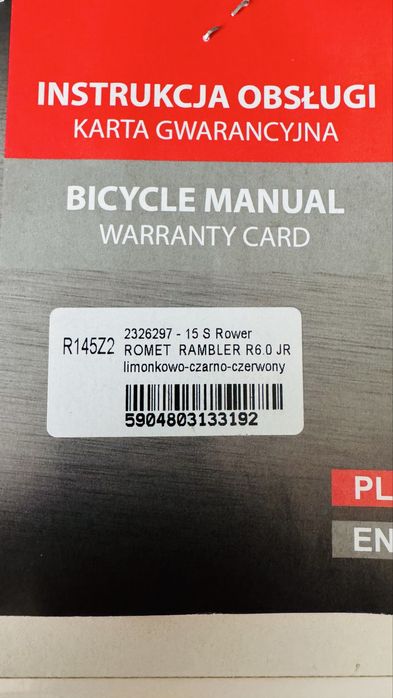 INSTRUKCJA OBSŁUGI
KARTA GWARANCYJNA
BICYCLE MANUAL
WARRANTY CARD
R145Z2
2326297 - 15 S Rower
ROMET RAMBLER R6.0 JR
limonkowo-czarno-czerwony
5904803133192
PL
EN